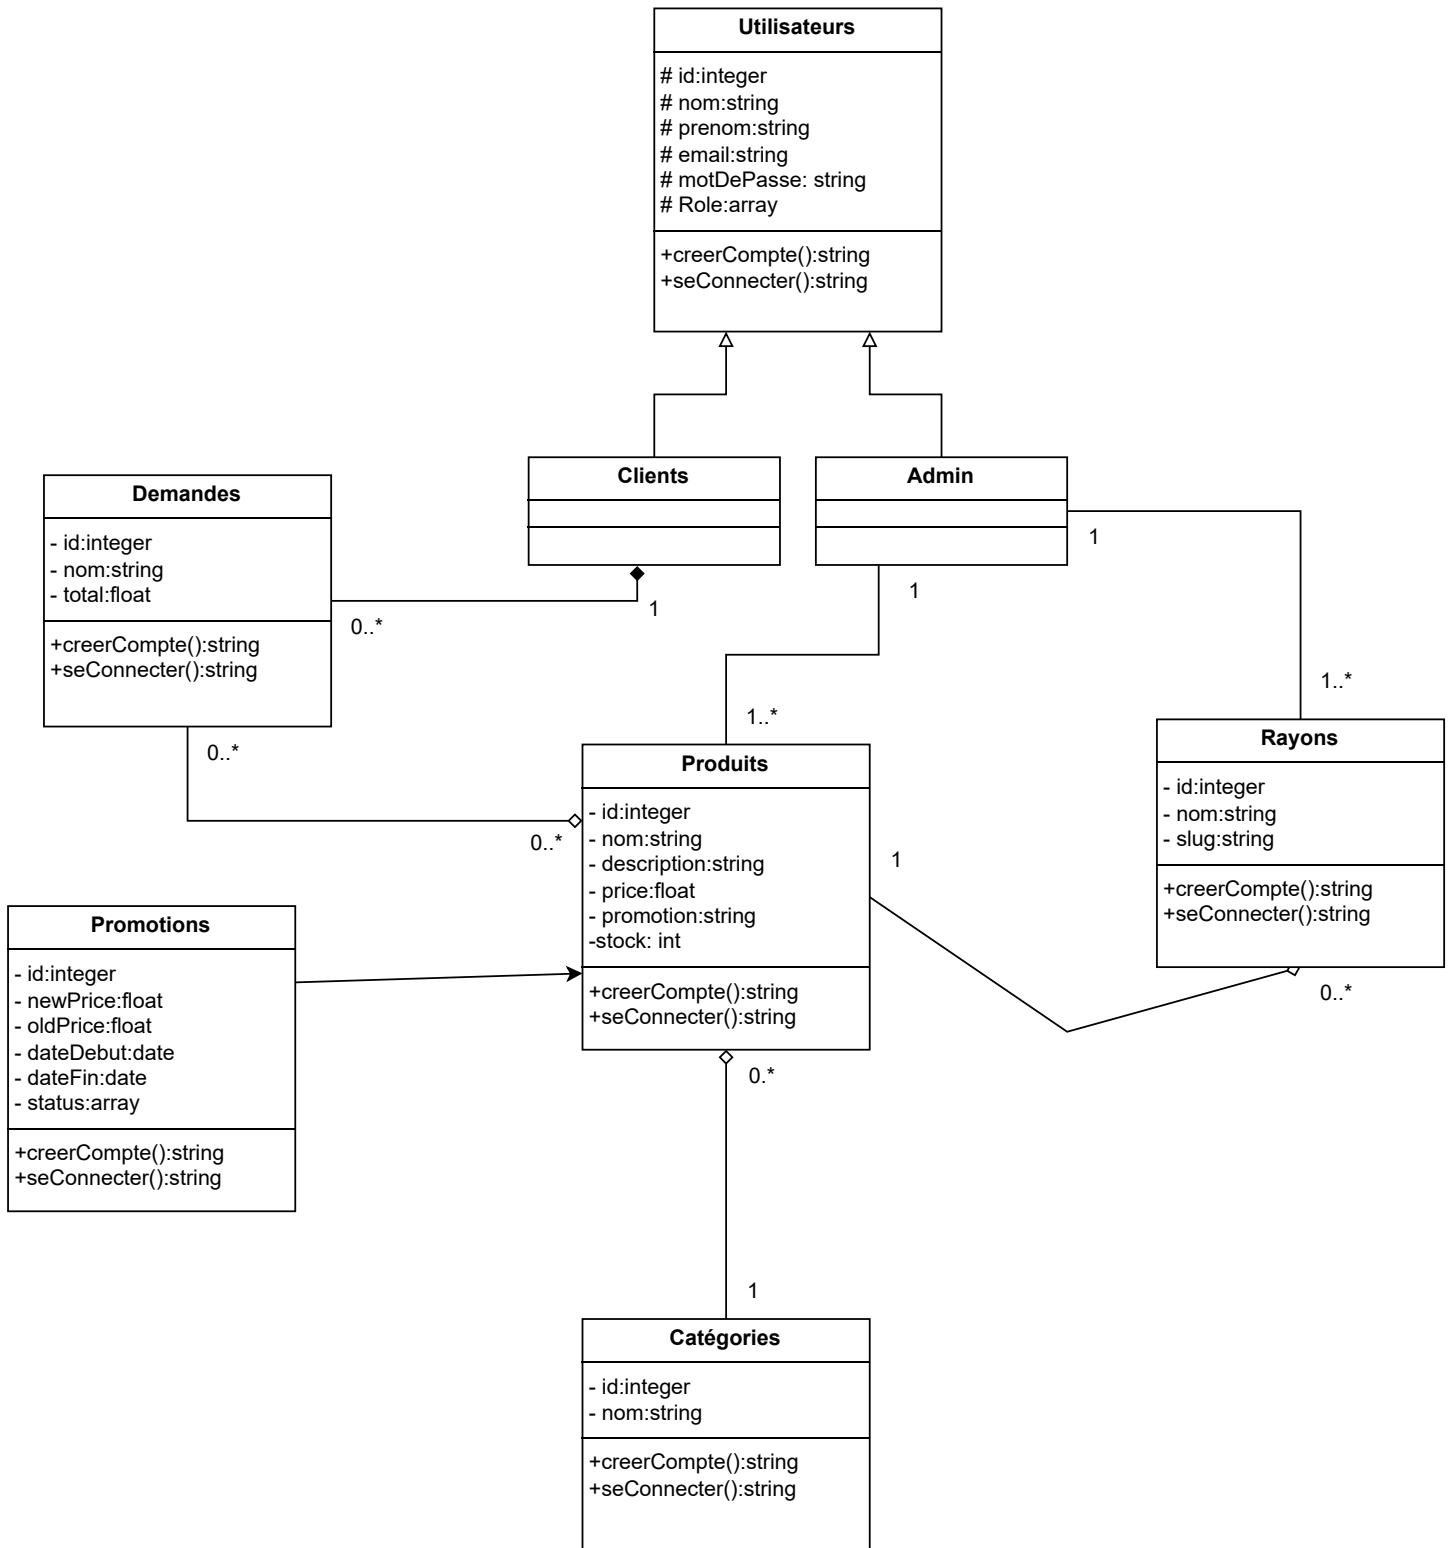 Utilisateurs
# id:integer
# nom:string
# prenom:string
# email:string
# motDePasse: string
# Role:array
+creerCompte():string
+seConnecter():string
Clients
Admin
1
1
1
Demandes
- id:integer
- nom:string
- total:float
+creerCompte():string
+seConnecter():string
0..*
0..*
0..*
1..*
1..*
Produits
- id:integer
- nom:string
- description:string
- price:float
- promotion:string
-stock: int
+creerCompte():string
+seConnecter():string
1
0.*
Rayons
- id:integer
- nom:string
- slug:string
+creerCompte():string
+seConnecter():string
0..*
Promotions
- id:integer
- newPrice:float
- oldPrice:float
- dateDebut:date
- dateFin:date
- status:array
+creerCompte():string
+seConnecter():string
1
Catégories
- id:integer
- nom:string
+creerCompte():string
+seConnecter():string